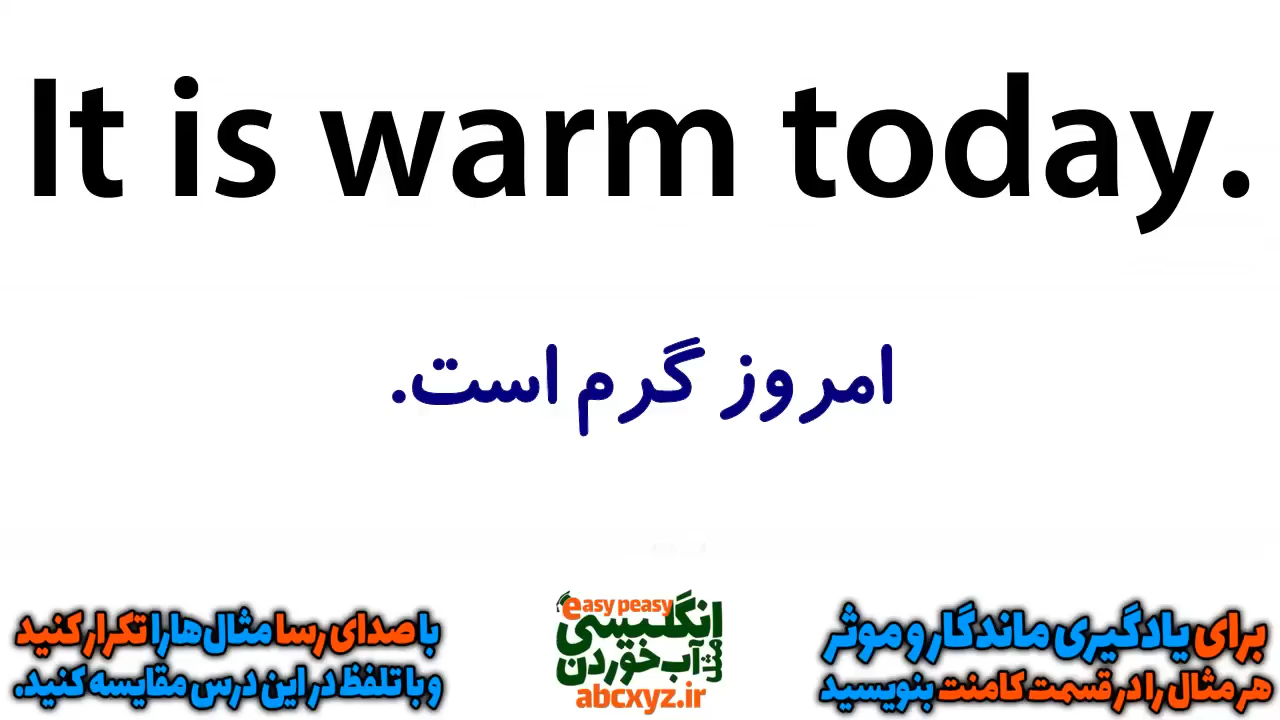 It is warm today.
امروز گرم است.
برای یادگیری ماندگار و موثر
هر مثال را در قسمت کامنت بنویسید
easy peasy
انگلیسی
مثل آب خوردن
abcxyz.ir
با صدای رسا مثال‌ها را تکرار کنید
و با تلفظ در این درس مقایسه کنید.